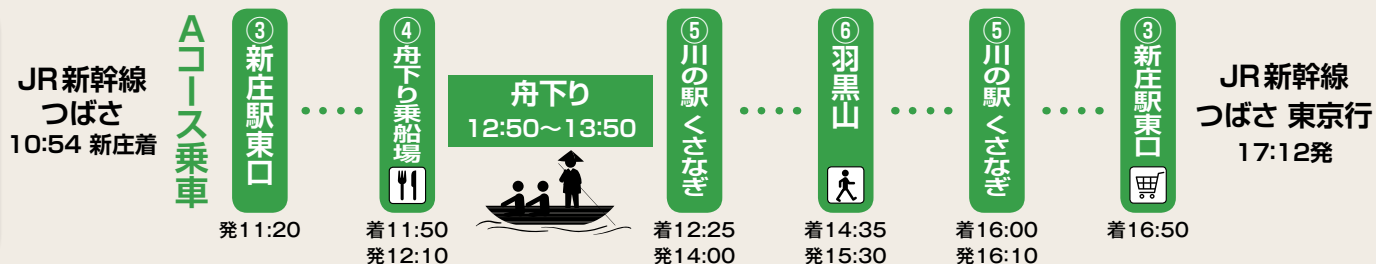 JR新幹線
つばさ
10:54 新庄着
Aコース乗車
③新庄駅東口
発11:20
④舟下り乗船場
着11:50
発12:10
舟下り
12:50〜13:50
⑤川の駅 くさなぎ
着12:25
発14:00
⑥羽黒山
着14:35
発15:30
⑤川の駅 くさなぎ
着16:00
発16:10
③新庄駅東口
着16:50
JR新幹線
つばさ 東京行
17:12発